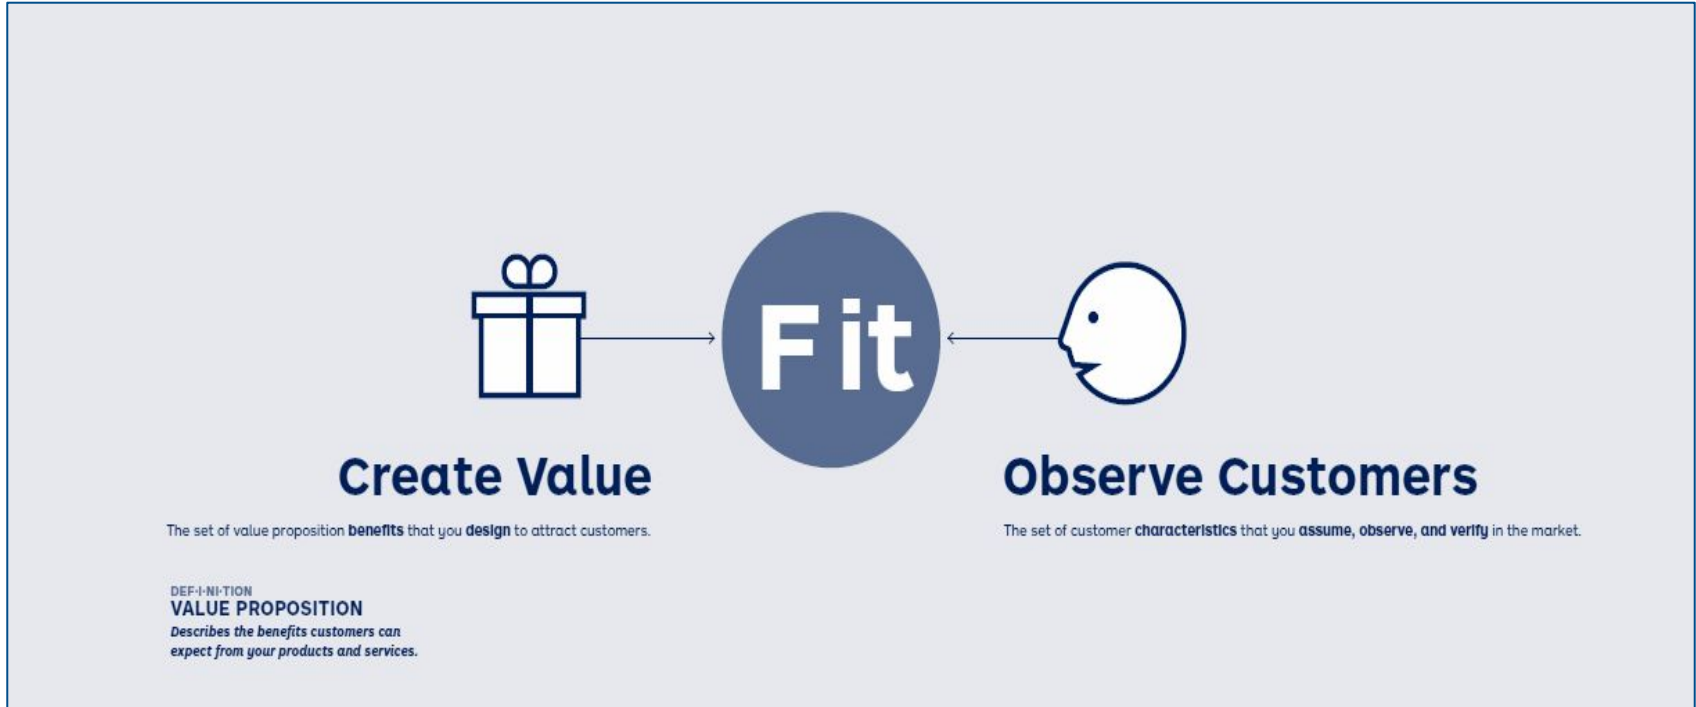 Fit
Create Value
The set of value proposition benefits that you design to attract customers.
DEF·I·NI·TION
VALUE PROPOSITION
Describes the benefits customers can
expect from your products and services.
Observe Customers
The set of customer characteristics that you assume, observe, and verify in the market.